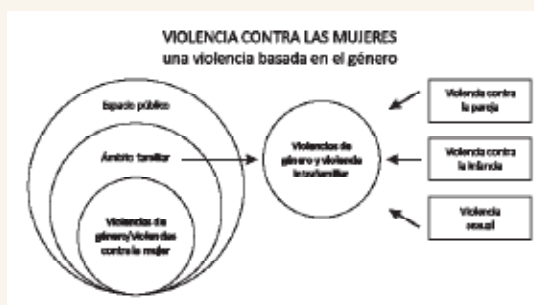 VIOLENCIA CONTRA LAS MUJERES
una violencia basada en el género
Espacio público
Ámbito familiar
Violencias de
género/Violencias
contra la mujer
Violencias de
género y violencia
intrafamiliar
Violencia contra
la pareja
Violencia contra
la infancia
Violencia
sexual